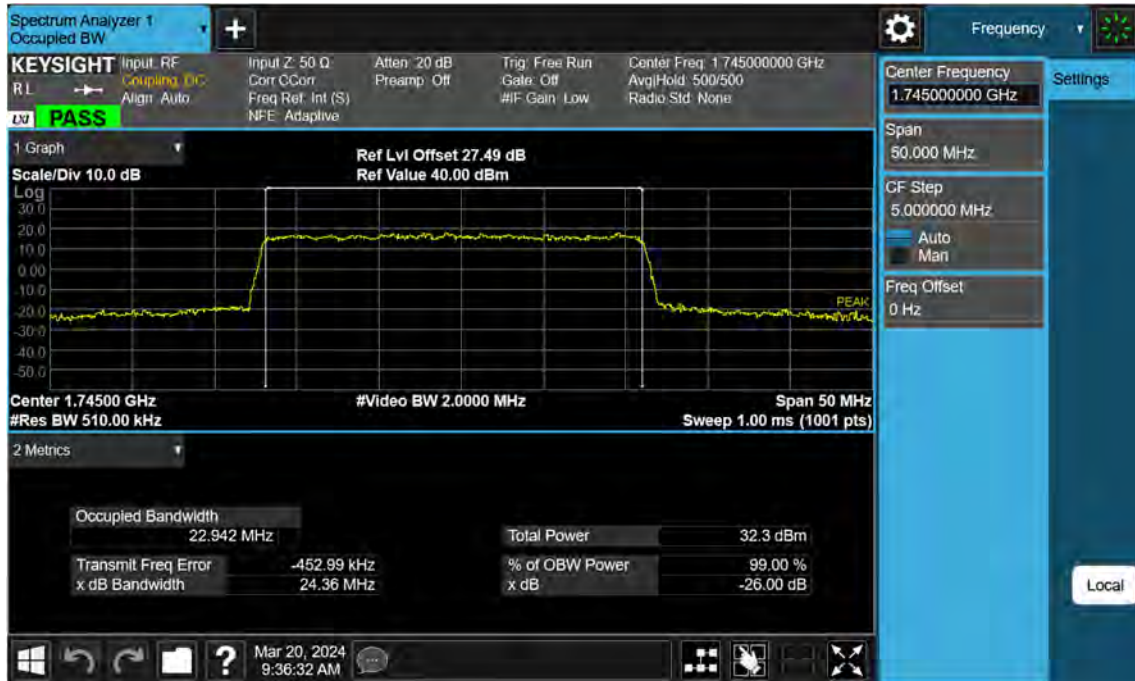 Spectrum Analyzer 1
Occupied BW
+
Frequency
KEYSIGHT Input: RF Input Z: 50 Ω Atten: 20 dB Trig: Free Run Center Freq: 1.745000000 GHz
RL Coupling: DC Corr CCorr Preamp: Off Gate: Off Avg|Hold: 500/500
Align: Auto Freq Ref: Int (S) #IF Gain: Low Radio Std: None
LXI PASS NFE: Adaptive
1 Graph
Ref Lvl Offset 27.49 dB
Scale/Div 10.0 dB Ref Value 40.00 dBm
Log
30.0
20.0
10.0
0.00
-10.0
-20.0
-30.0
-40.0
-50.0
PEAK
Center 1.74500 GHz #Video BW 2.0000 MHz Span 50 MHz
#Res BW 510.00 kHz Sweep 1.00 ms (1001 pts)
2 Metrics
Occupied Bandwidth
22.942 MHz
Total Power 32.3 dBm
Transmit Freq Error -452.99 kHz % of OBW Power 99.00 %
x dB Bandwidth 24.36 MHz x dB -26.00 dB
Center Frequency
1.745000000 GHz
Settings
Span
50.000 MHz
CF Step
5.000000 MHz
Auto
Man
Freq Offset
0 Hz
Local
?
Mar 20, 2024
9:36:32 AM